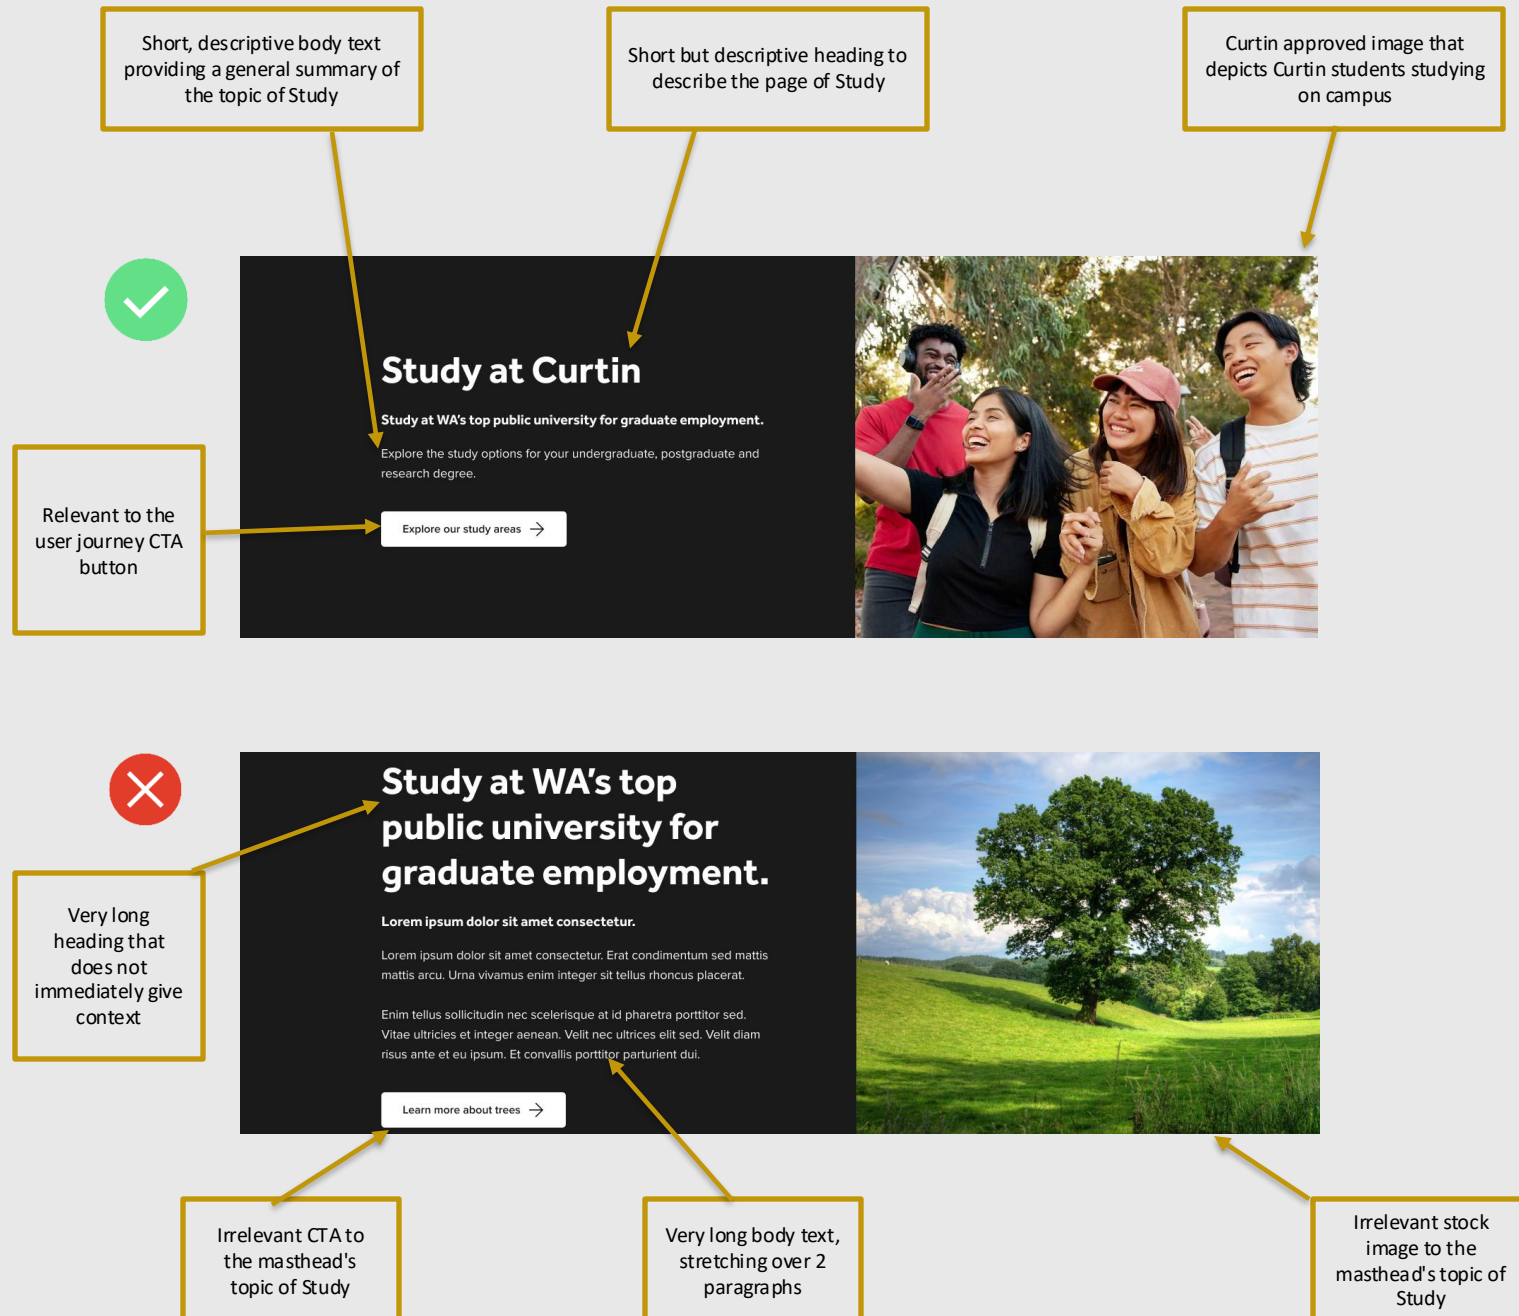 Short, descriptive body text
providing a general summary of
the topic of Study
Short but descriptive heading to
describe the page of Study
Curtin approved image that
depicts Curtin students studying
on campus
Study at Curtin
Study at WA's top public university for graduate employment.
Explore the study options for your undergraduate, postgraduate and
research degree.
Explore our study areas
Relevant to the
user journey CTA
button
Study at WA's top
public university for
graduate employment.
Lorem ipsum dolor sit amet consectetur.
Lorem ipsum dolor sit amet consectetur. Erat condimentum sed mattis
mattis arcu. Urna vivamus enim integer sit tellus rhoncus placerat.
Enim tellus sollicitudin nec scelerisque at id pharetra porttitor sed.
Vitae ultricies et integer aenean. Velit nec ultrices elit sed. Velit diam
risus ante et eu ipsum. Et convallis porttitor parturient dui.
Learn more about trees
Very long
heading that
does not
immediately give
context
Irrelevant CTA to
the masthead's
topic of Study
Very long body text,
stretching over 2
paragraphs
Irrelevant stock
image to the
masthead's topic of
Study